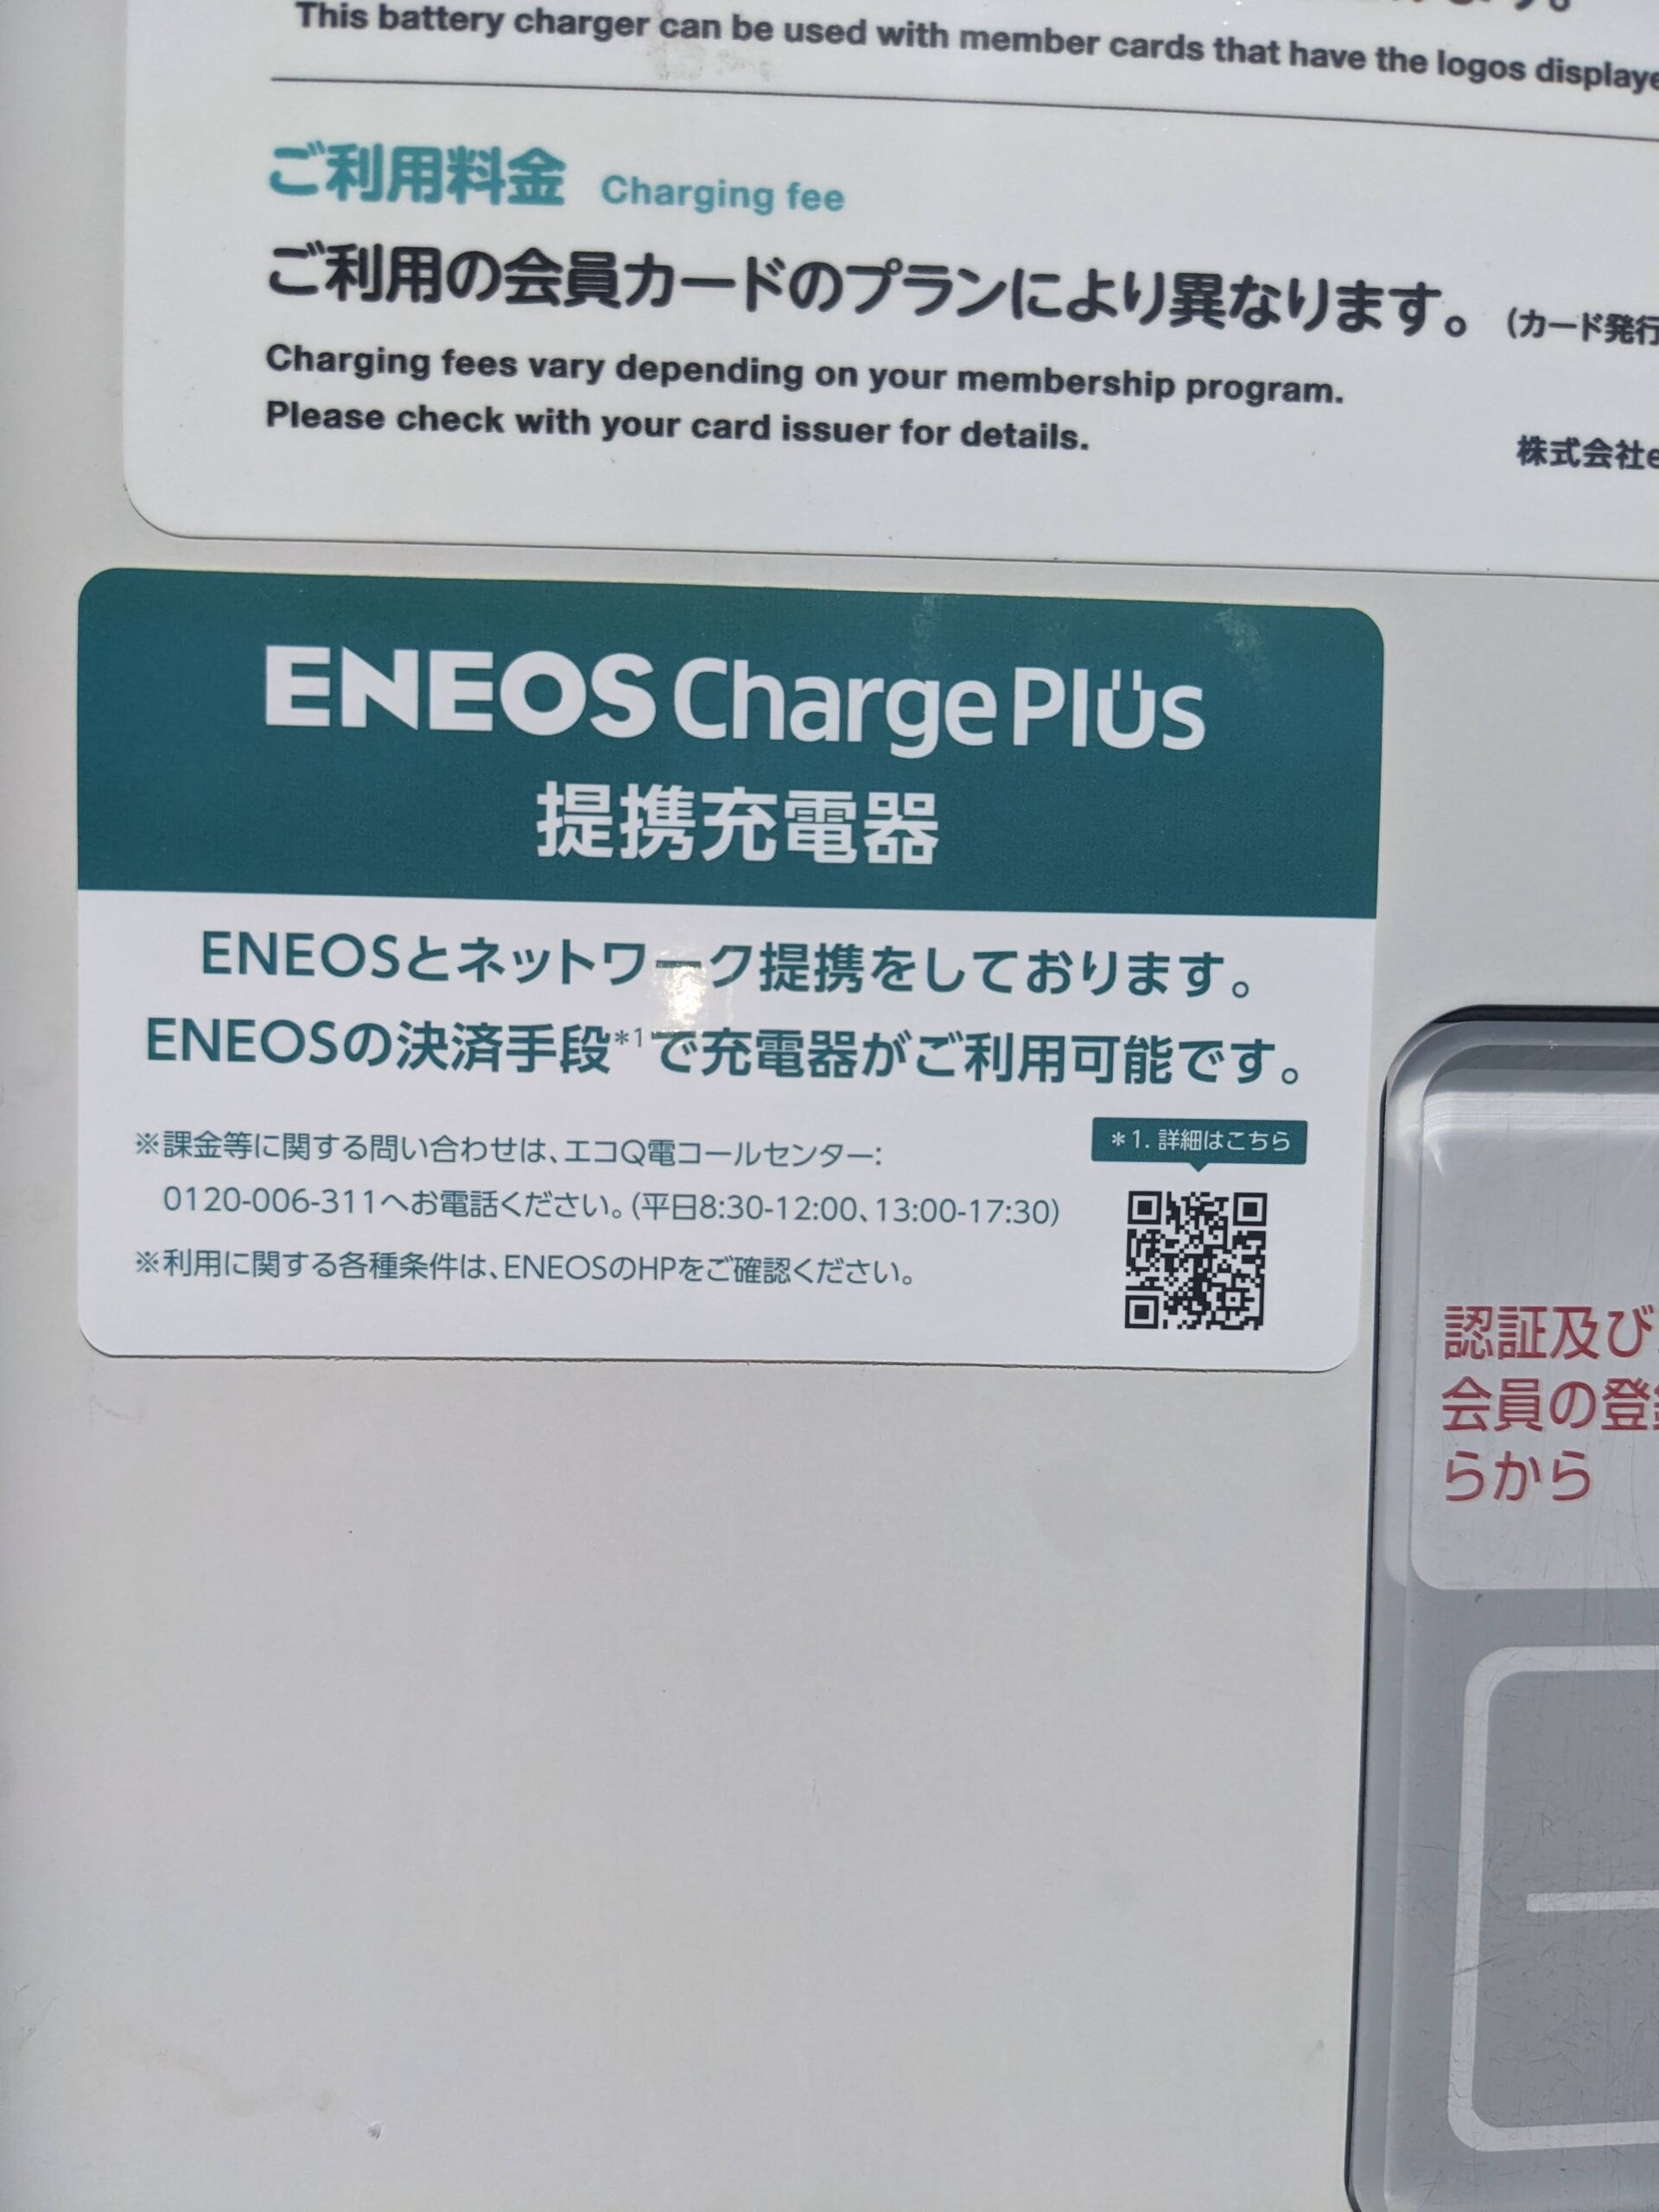 This battery charger can be used with member cards that have the logos displaye
ご利用料金 Charging fee
ご利用の会員カードのプランにより異なります。(カード発行
Charging fees vary depending on your membership program.
Please check with your card issuer for details.
株式会社e
ENEOS Charge Plüs
提携充電器
ENEOSとネットワーク提携をしております。
ENEOSの決済手段*1で充電器がご利用可能です。
※課金等に関する問い合わせは、エコQ電コールセンター:
0120-006-311へお電話ください。(平日8:30-12:00、13:00-17:30)
※利用に関する各種条件は、ENEOSのHPをご確認ください。
*1. 詳細はこちら
認証及び
会員の登録
らから